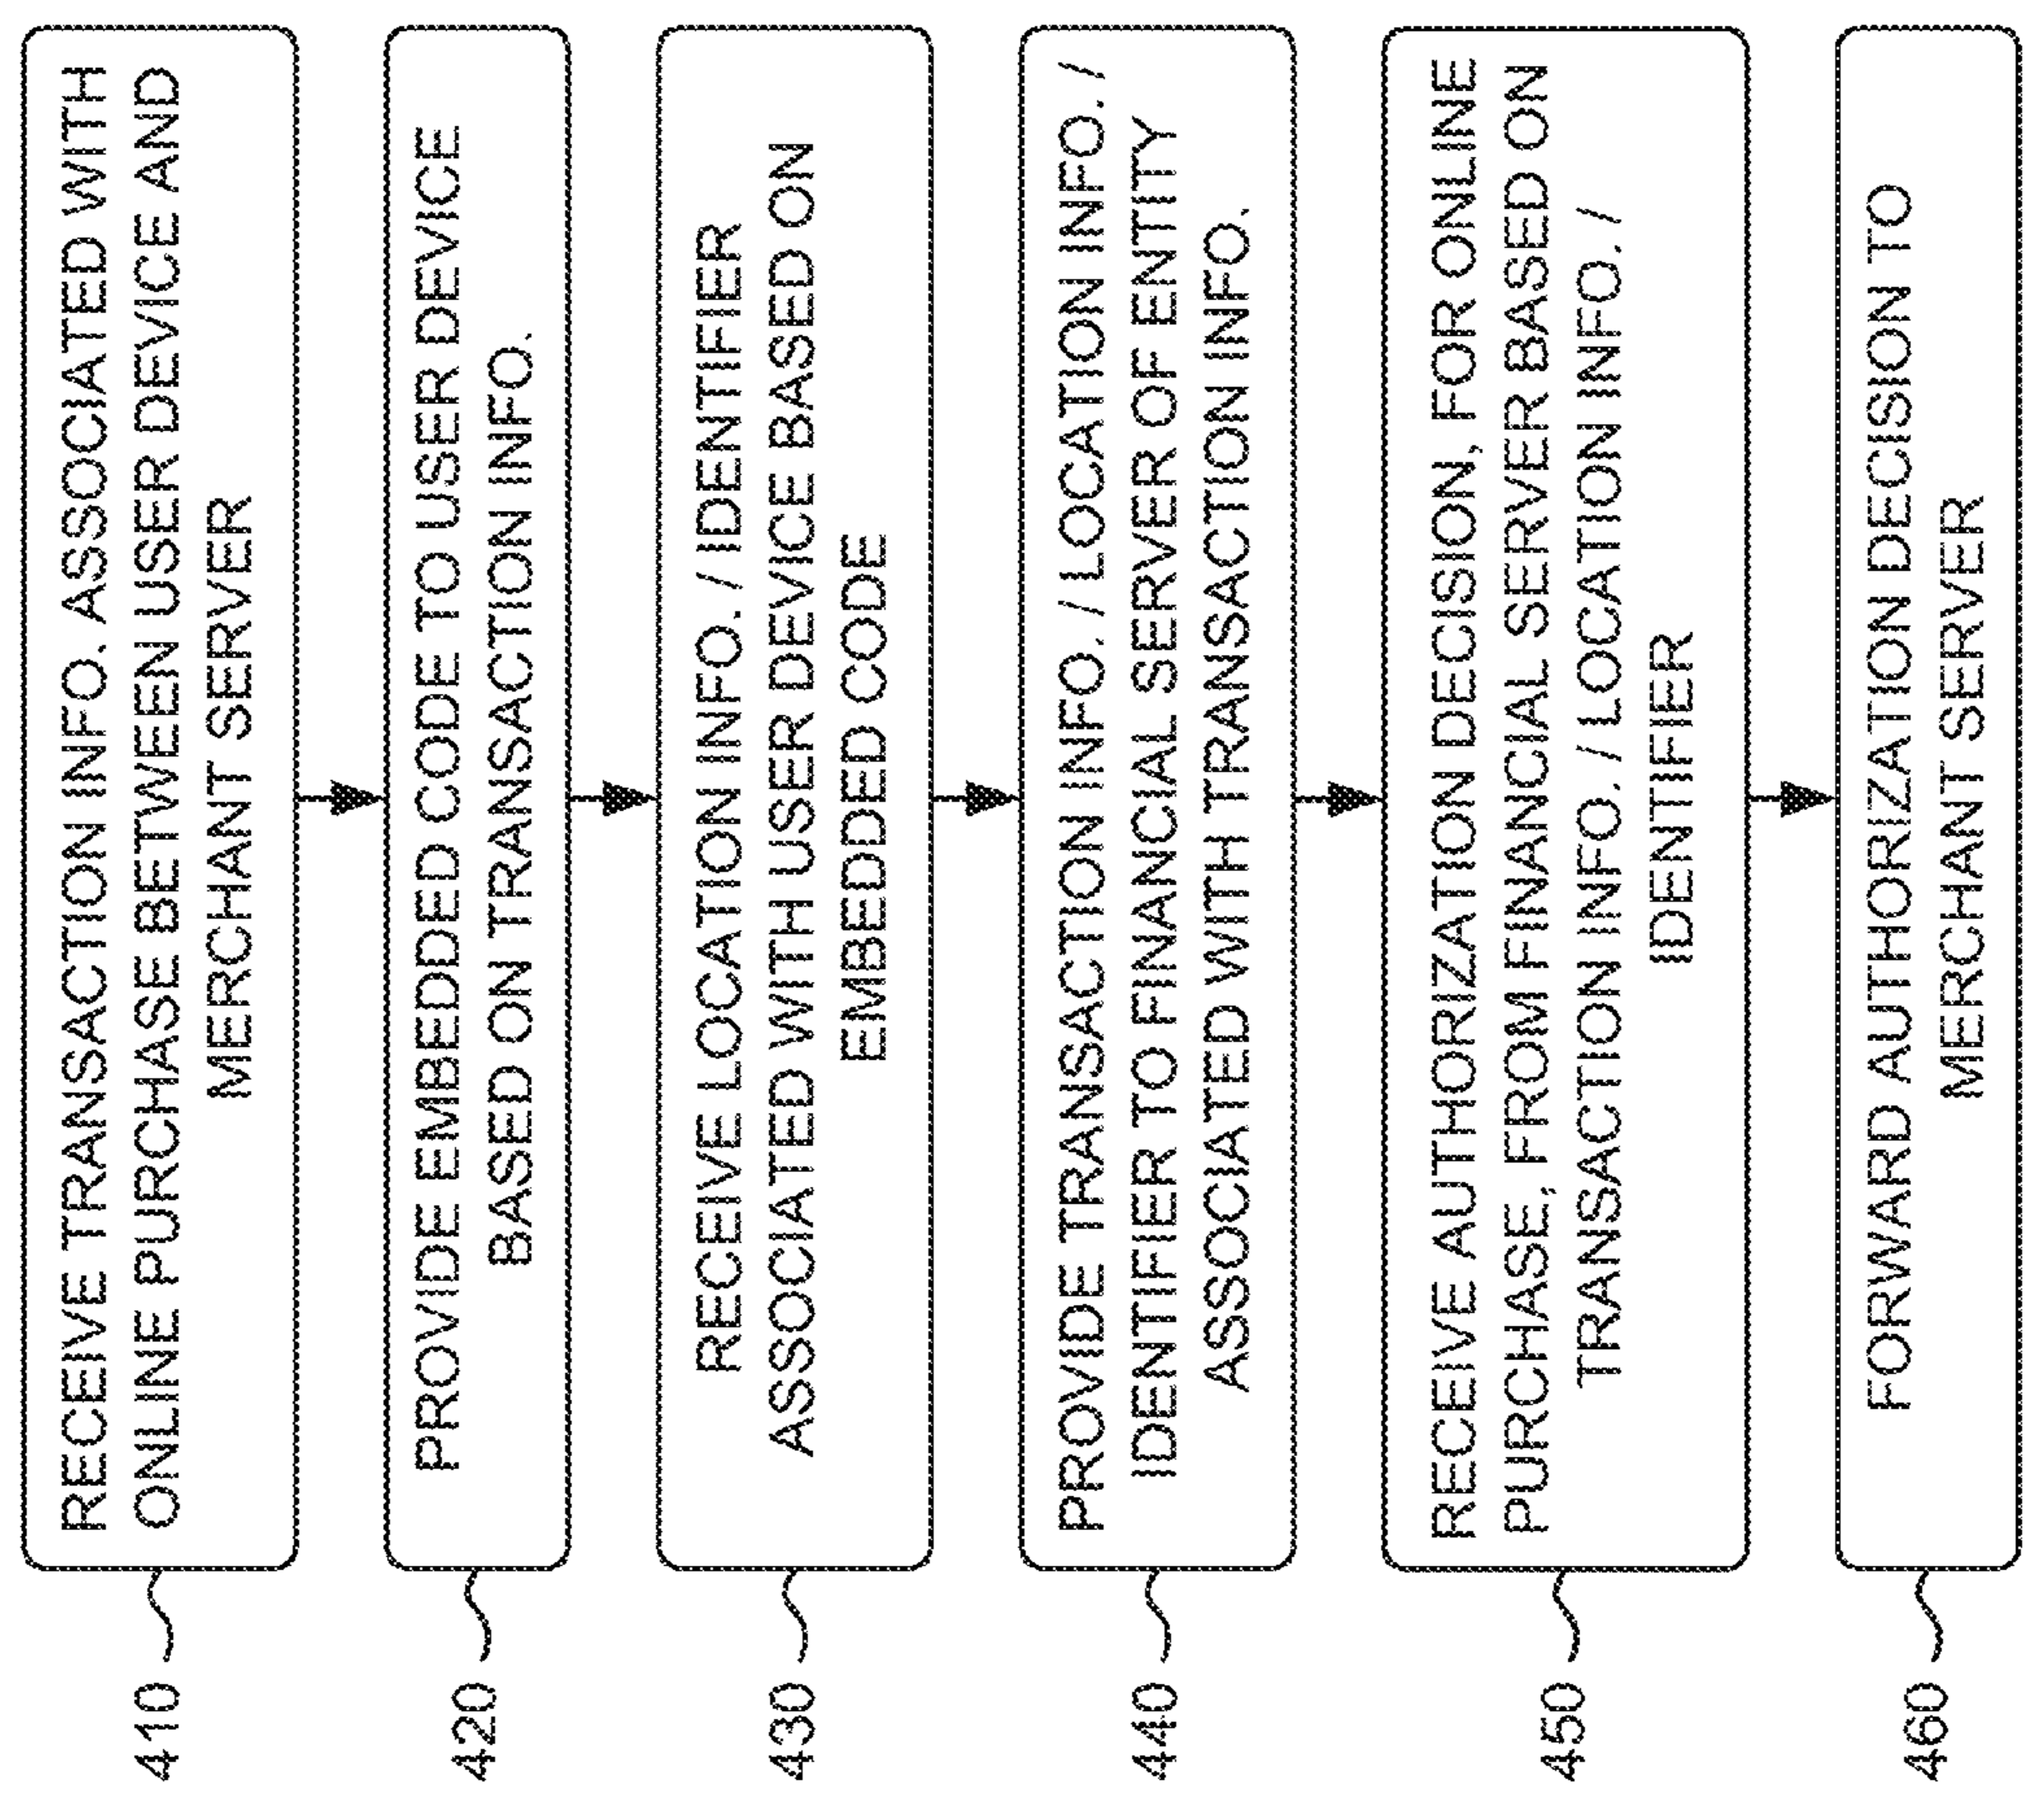 410
RECEIVE TRANSACTION INFO. ASSOCIATED WITH
ONLINE PURCHASE BETWEEN USER DEVICE AND
MERCHANT SERVER
420
PROVIDE EMBEDDED CODE TO USER DEVICE
BASED ON TRANSACTION INFO.
430
RECEIVE LOCATION INFO. / IDENTIFIER
ASSOCIATED WITH USER DEVICE BASED ON
EMBEDDED CODE
440
PROVIDE TRANSACTION INFO. / LOCATION INFO. /
IDENTIFIER TO FINANCIAL SERVER OF ENTITY
ASSOCIATED WITH TRANSACTION INFO.
450
RECEIVE AUTHORIZATION DECISION, FOR ONLINE
PURCHASE, FROM FINANCIAL SERVER BASED ON
TRANSACTION INFO. / LOCATION INFO. /
IDENTIFIER
460
FORWARD AUTHORIZATION DECISION TO
MERCHANT SERVER